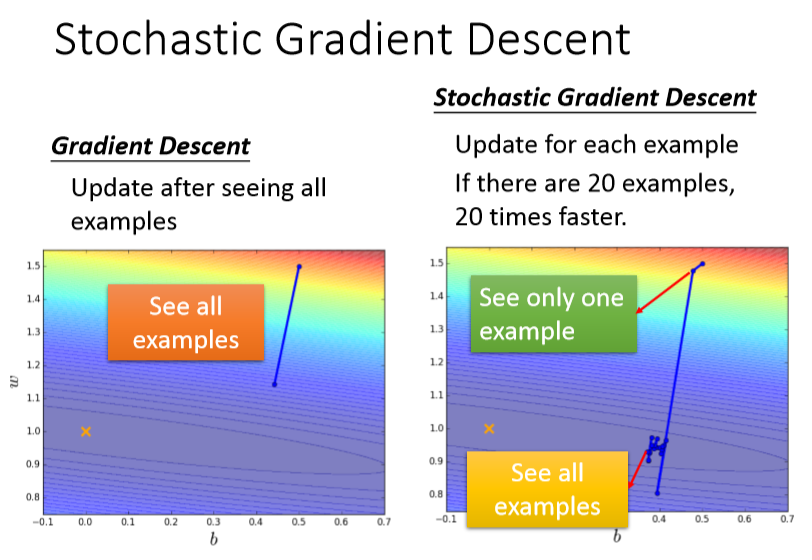 Stochastic Gradient Descent
Gradient Descent
Update after seeing all
examples
1.5
1.4
1.3
1.2
1.1
1.0
0.9
0.8
w
See all
examples
−0.1 0.0 0.1 0.2 0.3 0.4 0.5 0.6 0.7
b
Stochastic Gradient Descent
Update for each example
If there are 20 examples,
20 times faster.
1.5
1.4
1.3
1.2
1.1
1.0
0.9
0.8
See only one
example
See all
examples
−0.1 0.4 0.5 0.6 0.7
b